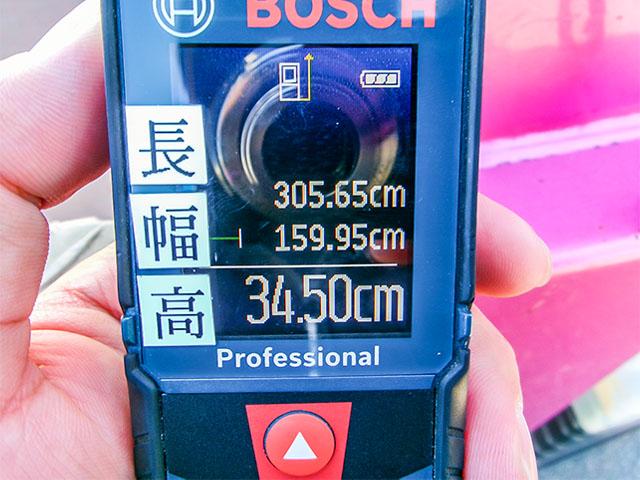 BOSCH
長 305.65cm
幅 159.95cm
高 34.50cm
Professional